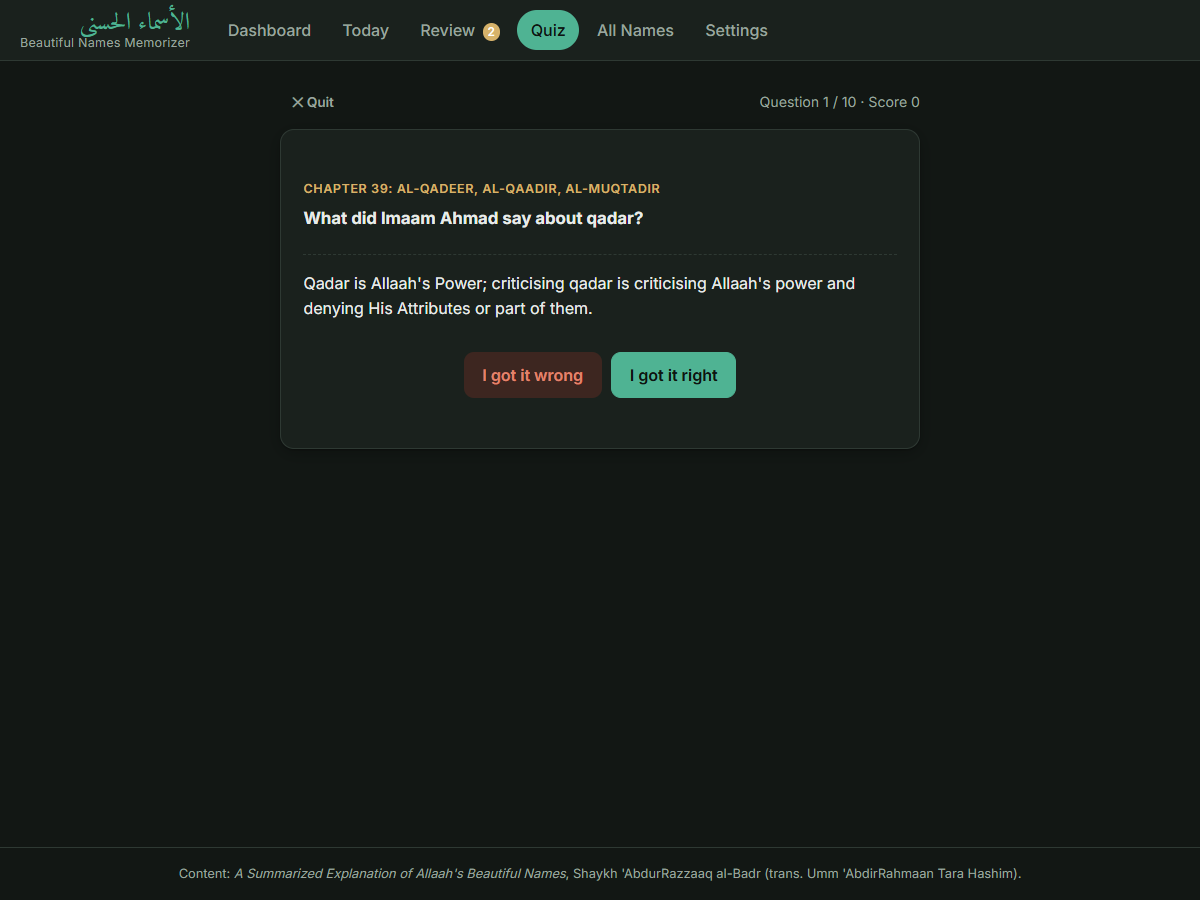 الأسماء الحسنى
Beautiful Names Memorizer
Dashboard
Today
Review 2
Quiz
All Names
Settings
✕ Quit
Question 1 / 10 · Score 0
CHAPTER 39: AL-QADEER, AL-QAADIR, AL-MUQTADIR
What did Imaam Ahmad say about qadar?
Qadar is Allaah's Power; criticising qadar is criticising Allaah's power and
denying His Attributes or part of them.
I got it wrong
I got it right
Content: A Summarized Explanation of Allaah's Beautiful Names, Shaykh 'AbdurRazzaaq al-Badr (trans. Umm 'AbdirRahmaan Tara Hashim).